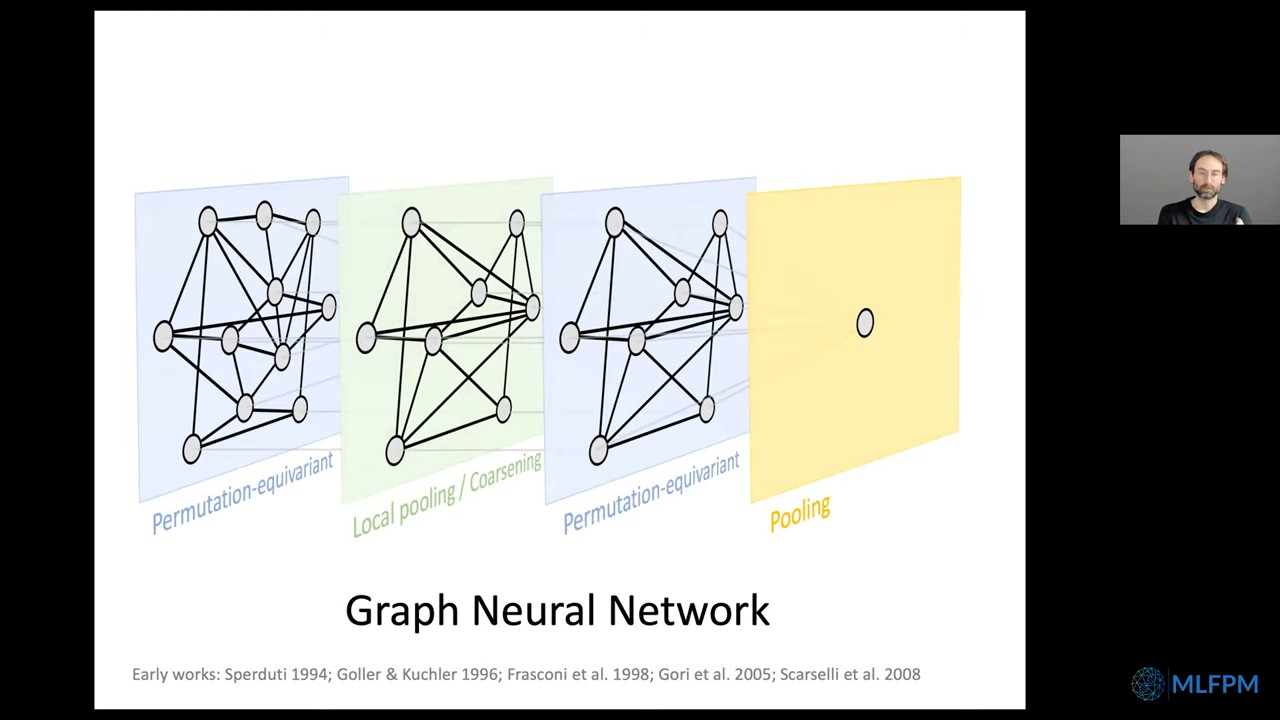 Permutation-equivariant
Local pooling / Coarsening
Permutation-equivariant
Pooling
Graph Neural Network
Early works: Sperduti 1994; Goller & Kuchler 1996; Frasconi et al. 1998; Gori et al. 2005; Scarselli et al. 2008
MLFPM